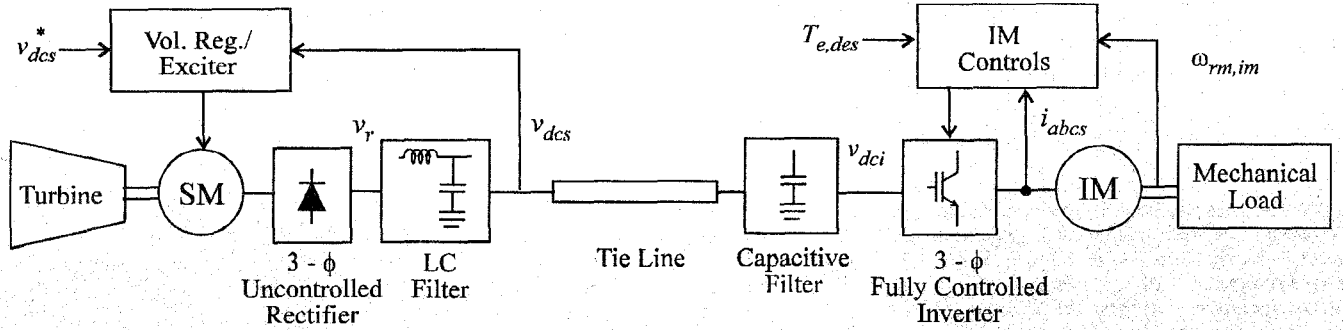 v*dcs
Vol. Reg./
Exciter
Te,des
IM
Controls
ωrm,im
vr
vdcs
vdci
iabcs
Turbine
SM
IM
Mechanical
Load
3 - ϕ
Uncontrolled
Rectifier
LC
Filter
Tie Line
Capacitive
Filter
3 - ϕ
Fully Controlled
Inverter